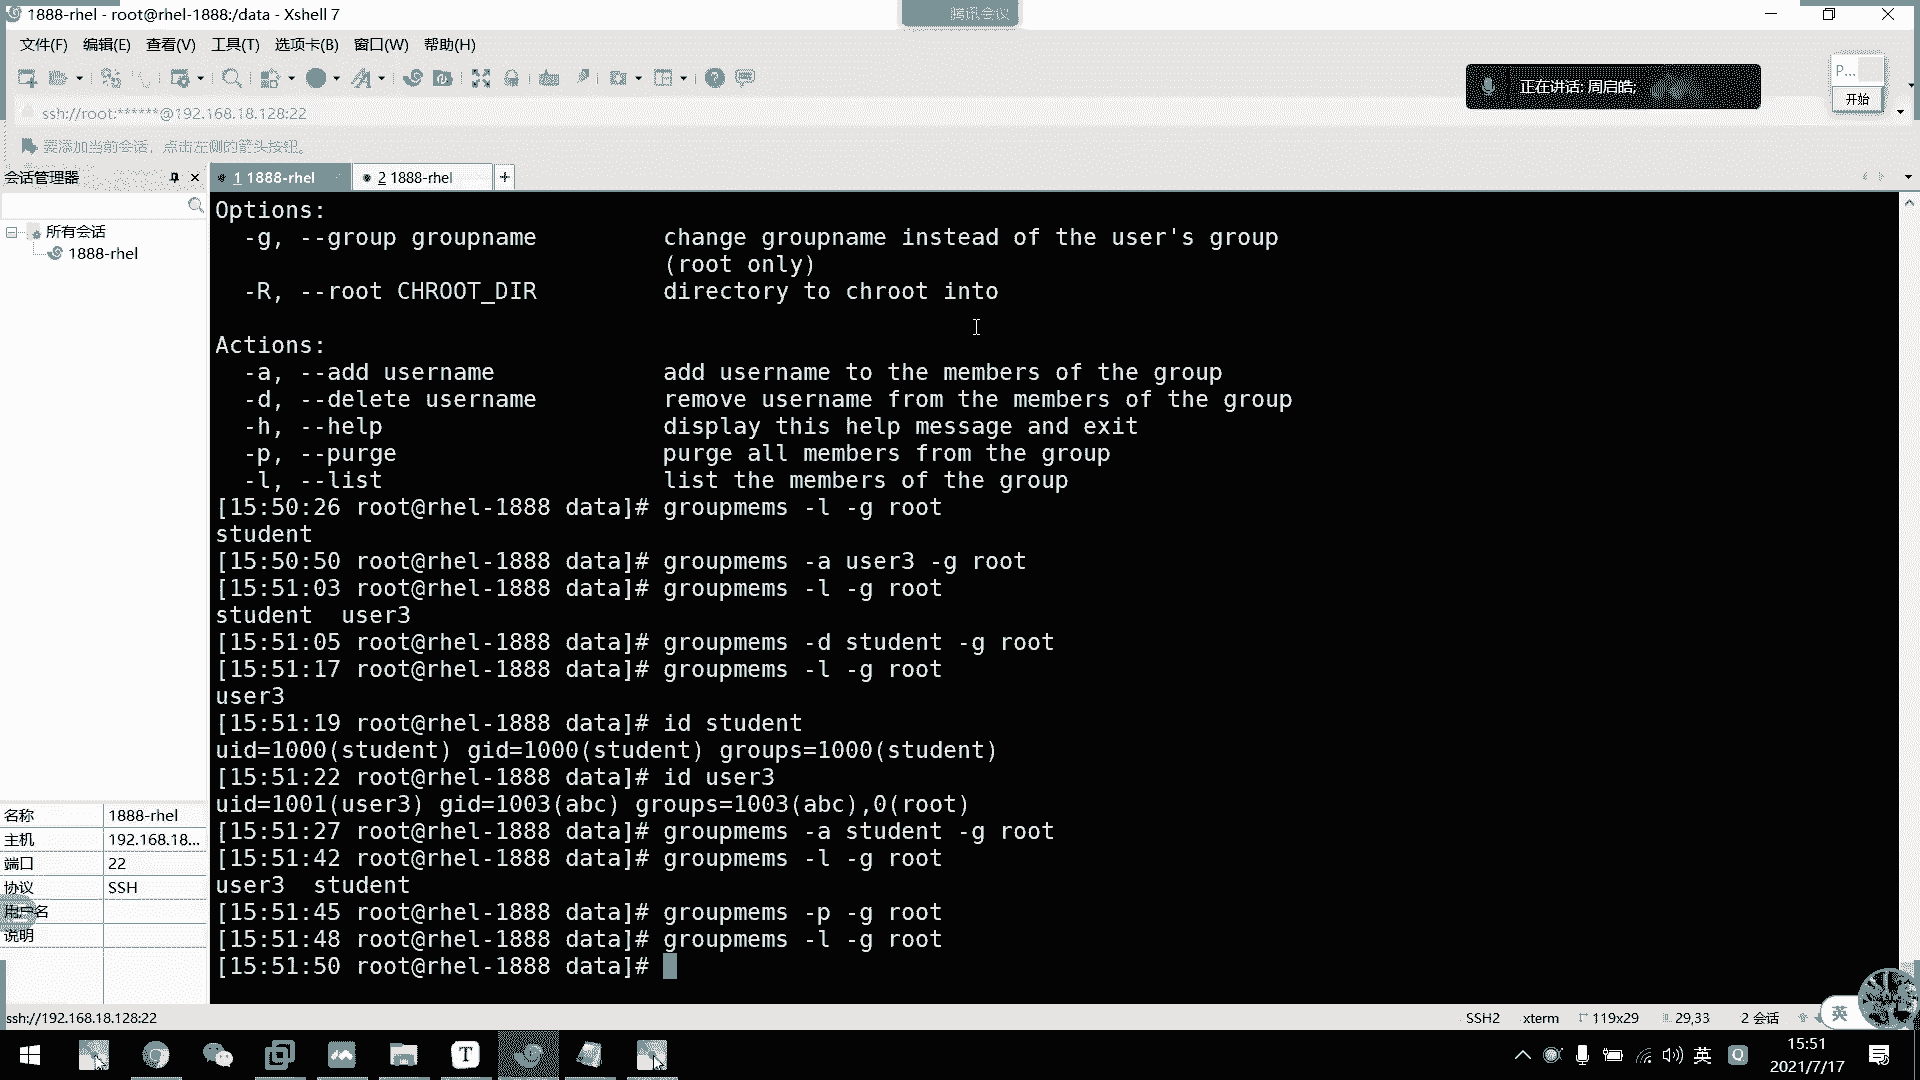 1888-rhel - root@rhel-1888:/data - Xshell 7
腾讯会议
文件(F) 编辑(E) 查看(V) 工具(T) 选项卡(B) 窗口(W) 帮助(H)
正在讲话: 周启皓;
P...
开始
ssh://root:******@192.168.18.128:22
要添加当前会话，点击左侧的箭头按钮。
会话管理器
1 1888-rhel
2 1888-rhel
所有会话
1888-rhel
Options:
-g, --group groupname change groupname instead of the user's group
(root only)
-R, --root CHROOT_DIR directory to chroot into
Actions:
-a, --add username add username to the members of the group
-d, --delete username remove username from the members of the group
-h, --help display this help message and exit
-p, --purge purge all members from the group
-l, --list list the members of the group
[15:50:26 root@rhel-1888 data]# groupmems -l -g root
student
[15:50:50 root@rhel-1888 data]# groupmems -a user3 -g root
[15:51:03 root@rhel-1888 data]# groupmems -l -g root
student  user3
[15:51:05 root@rhel-1888 data]# groupmems -d student -g root
[15:51:17 root@rhel-1888 data]# groupmems -l -g root
user3
[15:51:19 root@rhel-1888 data]# id student
uid=1000(student) gid=1000(student) groups=1000(student)
[15:51:22 root@rhel-1888 data]# id user3
uid=1001(user3) gid=1003(abc) groups=1003(abc),0(root)
[15:51:27 root@rhel-1888 data]# groupmems -a student -g root
[15:51:42 root@rhel-1888 data]# groupmems -l -g root
user3  student
[15:51:45 root@rhel-1888 data]# groupmems -p -g root
[15:51:48 root@rhel-1888 data]# groupmems -l -g root
[15:51:50 root@rhel-1888 data]#
名称 1888-rhel
主机 192.168.18...
端口 22
协议 SSH
用户名
说明
ssh://192.168.18.128:22
SSH2 xterm 119x29 29,33 2 会话
英
T
英
15:51
2021/7/17